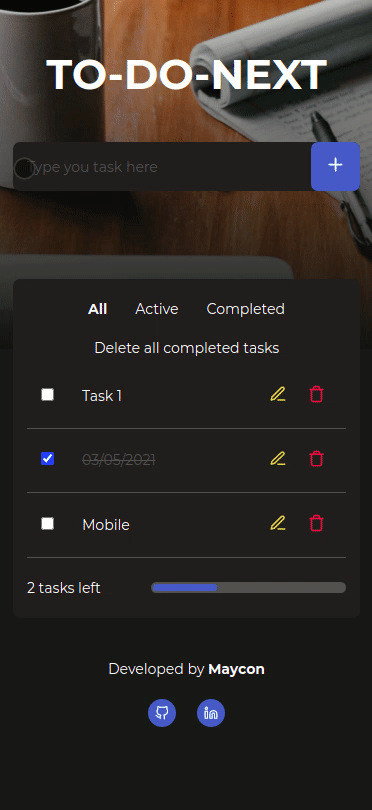 TO-DO-NEXT
Type you task here
All Active Completed
Delete all completed tasks
Task 1
03/05/2021
Mobile
2 tasks left
Developed by Maycon